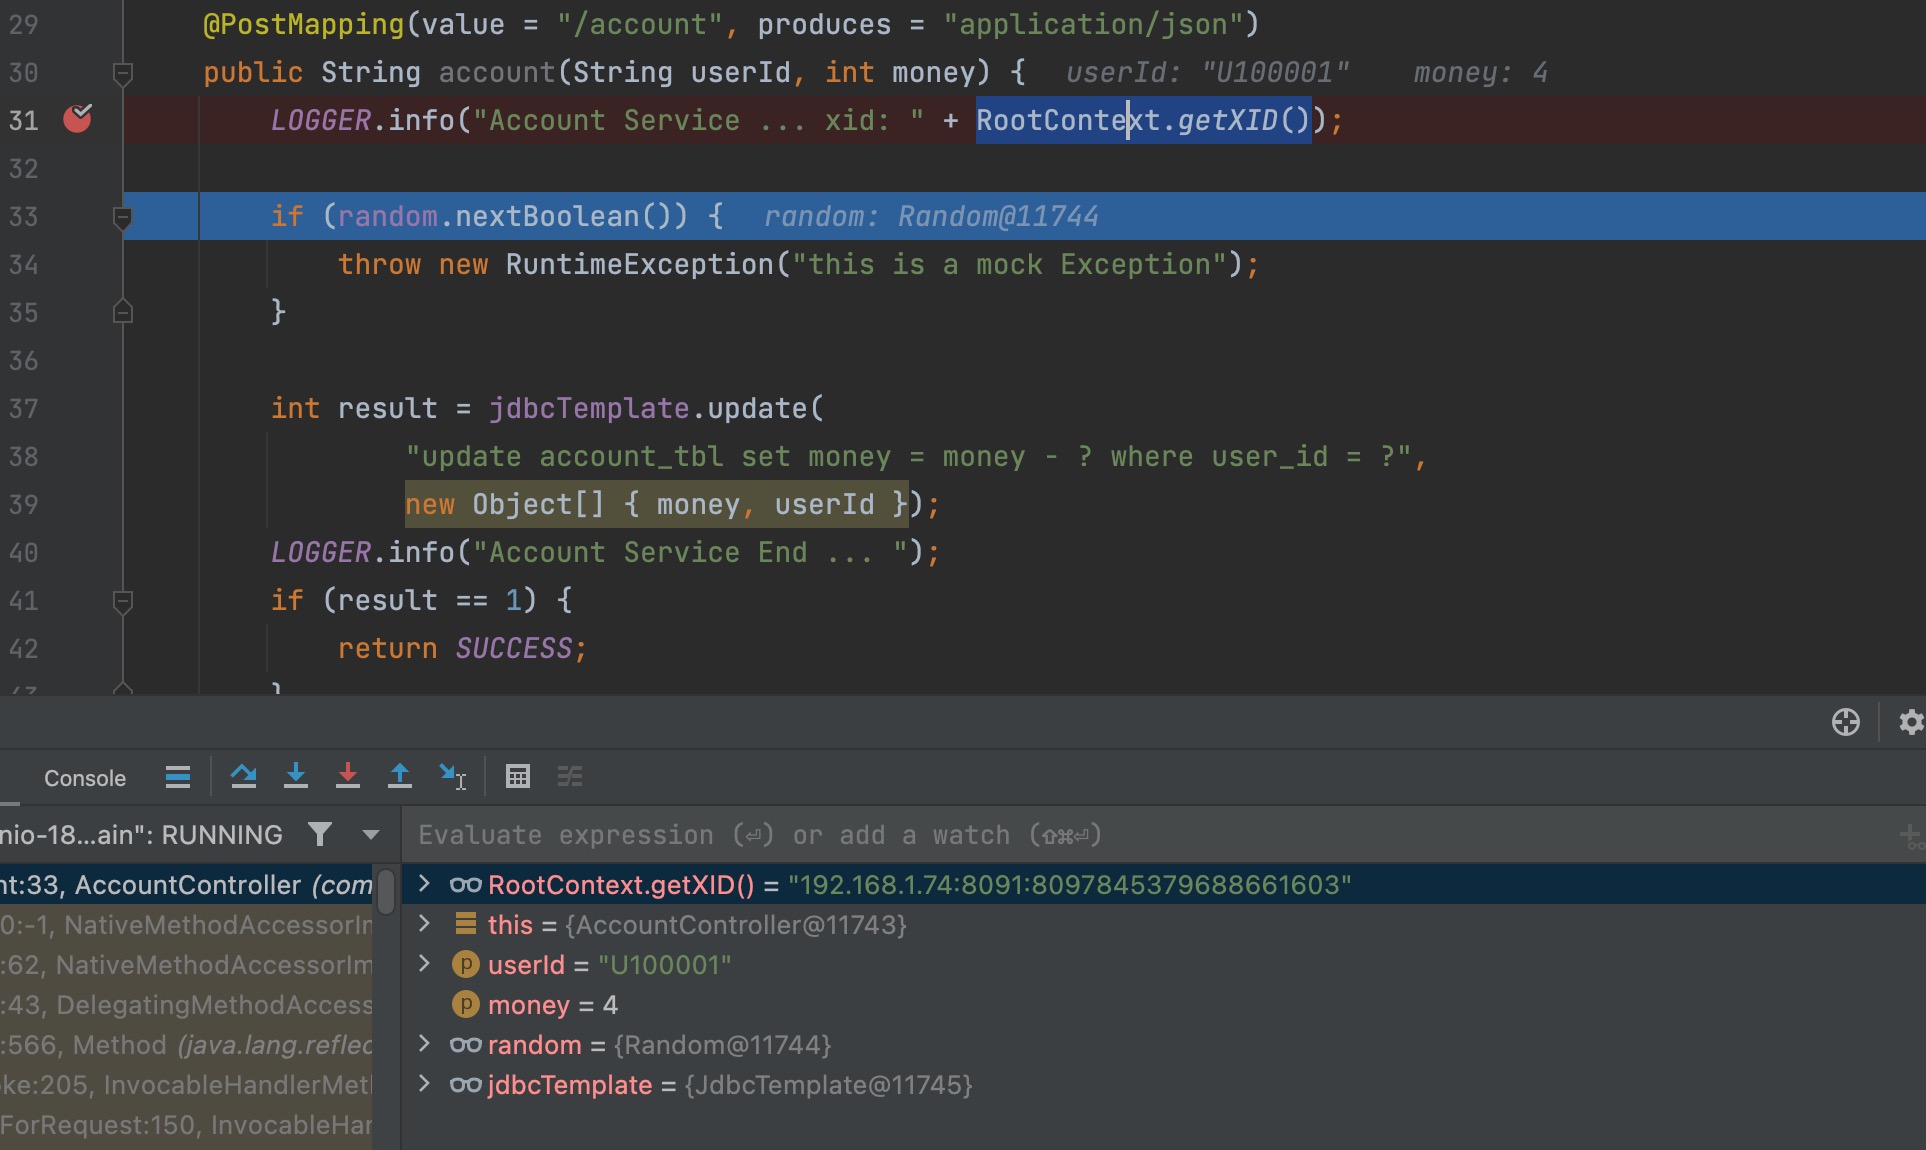 29 @PostMapping(value = "/account", produces = "application/json")
30 public String account(String userId, int money) { userId: "U100001" money: 4
31 LOGGER.info("Account Service ... xid: " + RootContext.getXID());
32
33 if (random.nextBoolean()) { random: Random@11744
34 throw new RuntimeException("this is a mock Exception");
35 }
36
37 int result = jdbcTemplate.update(
38 "update account_tbl set money = money - ? where user_id = ?",
39 new Object[] { money, userId });
40 LOGGER.info("Account Service End ... ");
41 if (result == 1) {
42 return SUCCESS;
Console
nio-18...ain": RUNNING
Evaluate expression (⏎) or add a watch (⇧⌘⏎)
nt:33, AccountController (com
0:-1, NativeMethodAccessorIm
:62, NativeMethodAccessorIm
:43, DelegatingMethodAccess
:566, Method (java.lang.reflec
ke:205, InvocableHandlerMet
ForRequest:150, InvocableHan
RootContext.getXID() = "192.168.1.74:8091:8097845379688661603"
this = {AccountController@11743}
p userId = "U100001"
p money = 4
random = {Random@11744}
jdbcTemplate = {JdbcTemplate@11745}